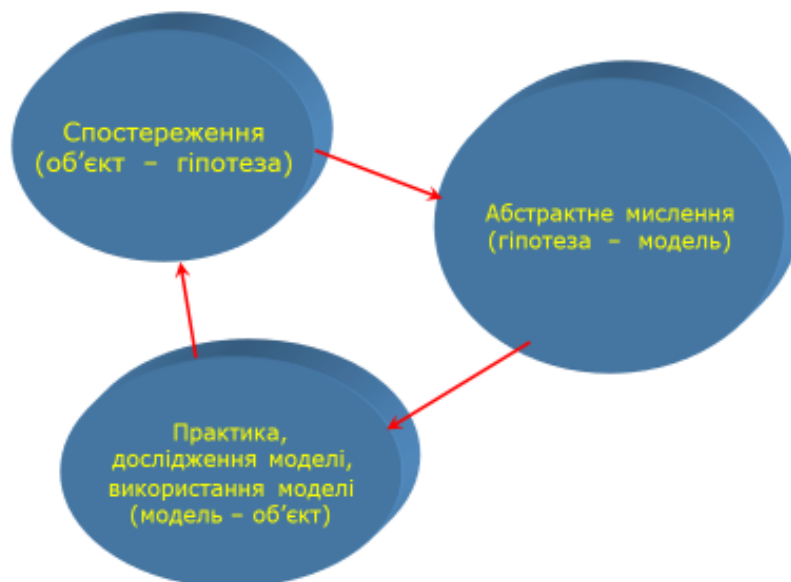 Спостереження
(об’єкт – гіпотеза)
Абстрактне мислення
(гіпотеза – модель)
Практика,
дослідження моделі,
використання моделі
(модель – об’єкт)